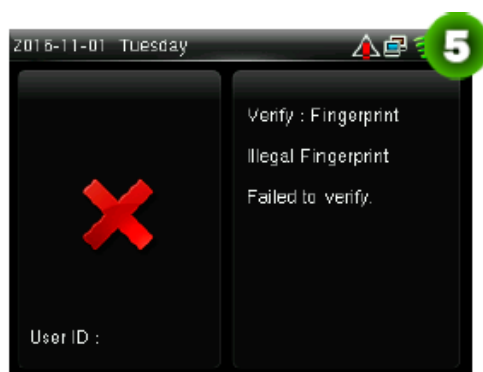 2016-11-01 Tuesday
5
Verify : Fingerprint
Illegal Fingerprint
Failed to verify.
User ID :